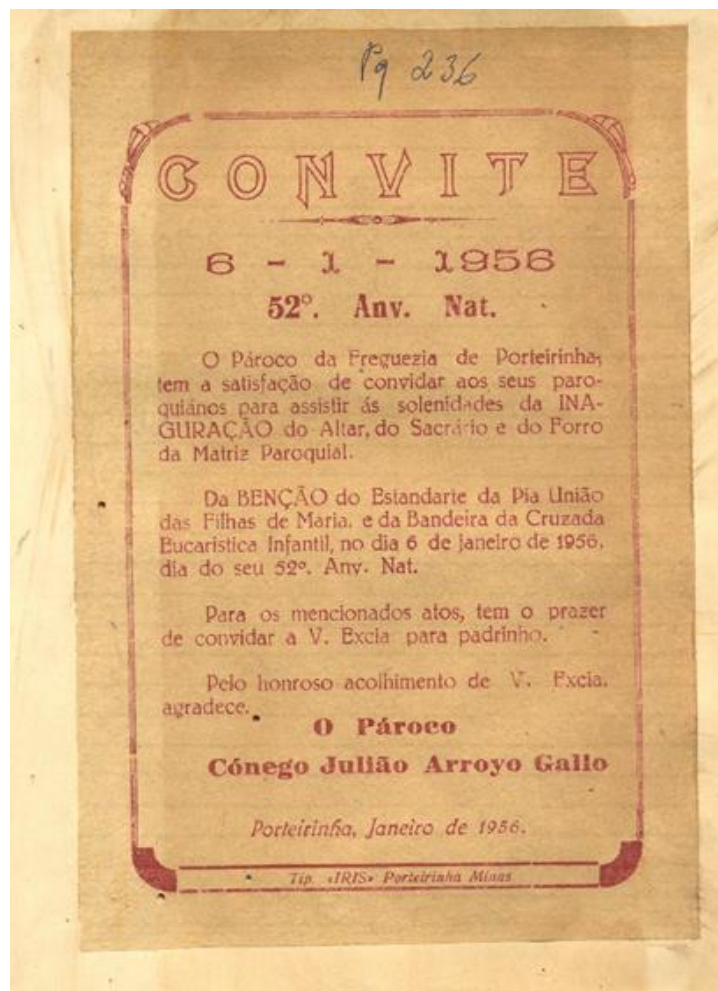 Pg 236
CONVITE
6 - 1 - 1956
52º. Anv. Nat.
O Pároco da Freguezia de Porteirinha,
tem a satisfação de convidar aos seus paro-
quiános para assistir ás solenidades da INA-
GURAÇÃO do Altar, do Sacrário e do Forro
da Matriz Paroquial.
Da BENÇÃO do Estandarte da Pia União
das Filhas de Maria, e da Bandeira da Cruzada
Eucaristica Infantil, no dia 6 de janeiro de 1956,
dia do seu 52º. Anv. Nat.
Para os mencionados atos, tem o prazer
de convidar a V. Excia para padrinho.
Pelo honroso acolhimento de V. Excia.
agradece.
O Pároco
Cónego Julião Arroyo Gallo
Porteirinha, Janeiro de 1956.
Tip. «IRIS» Porteirinha Minas